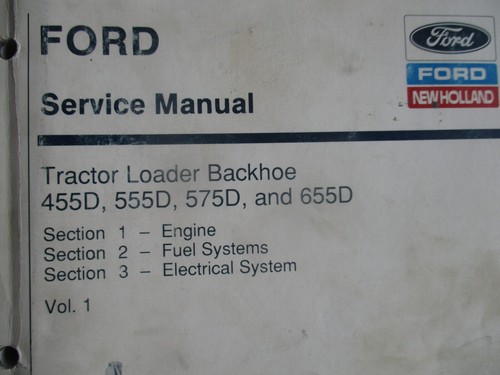 FORD
Ford
FORD
NEW HOLLAND
Service Manual
Tractor Loader Backhoe
455D, 555D, 575D, and 655D
Section 1 – Engine
Section 2 – Fuel Systems
Section 3 – Electrical System
Vol. 1